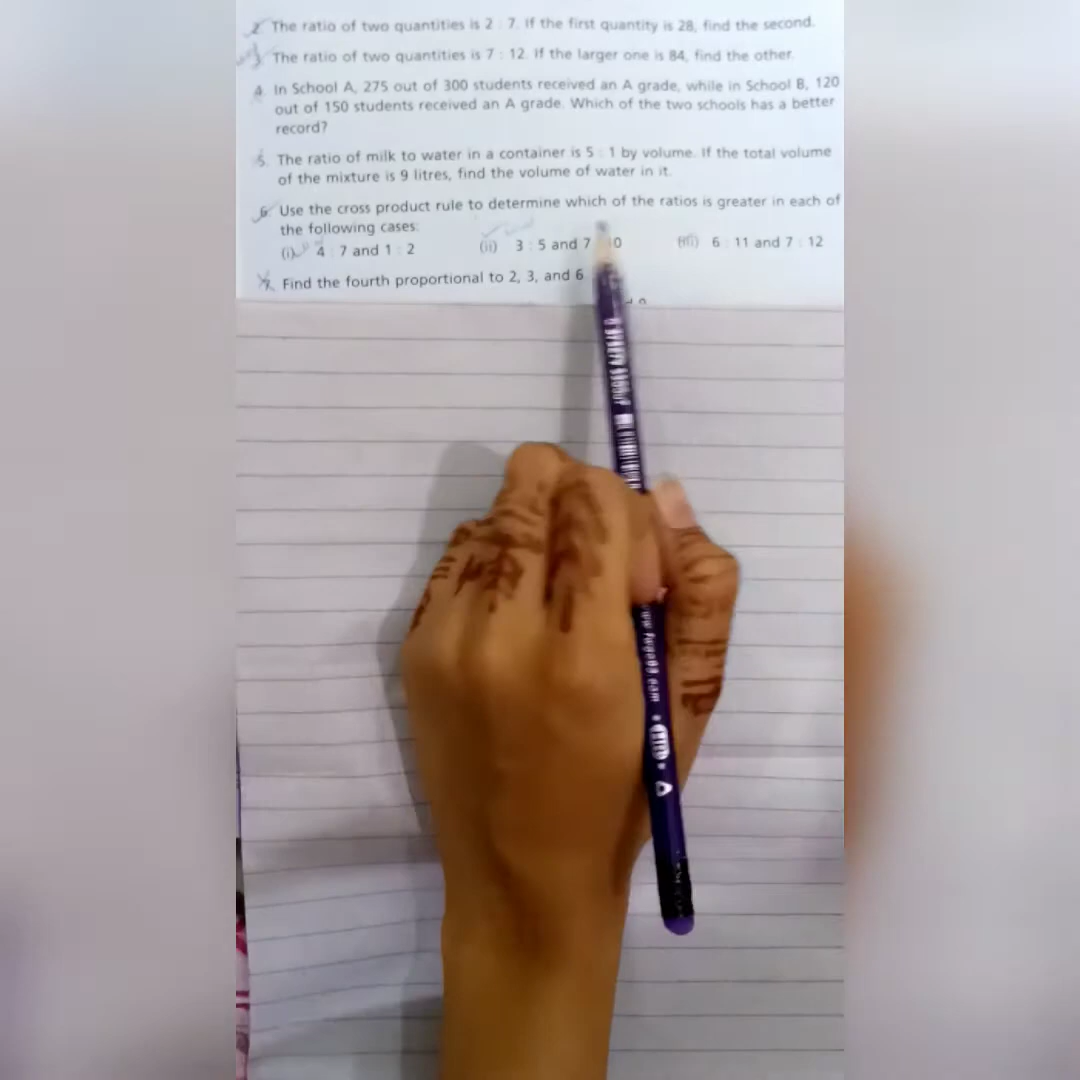 2. The ratio of two quantities is 2 : 7. If the first quantity is 28, find the second.
3. The ratio of two quantities is 7 : 12. If the larger one is 84, find the other.
4. In School A, 275 out of 300 students received an A grade, while in School B, 120
out of 150 students received an A grade. Which of the two schools has a better
record?
5. The ratio of milk to water in a container is 5 : 1 by volume. If the total volume
of the mixture is 9 litres, find the volume of water in it.
6. Use the cross product rule to determine which of the ratios is greater in each of
the following cases:
(i) 4 : 7 and 1 : 2 (ii) 3 : 5 and 7 : 10 (iii) 6 : 11 and 7 : 12
7. Find the fourth proportional to 2, 3, and 6